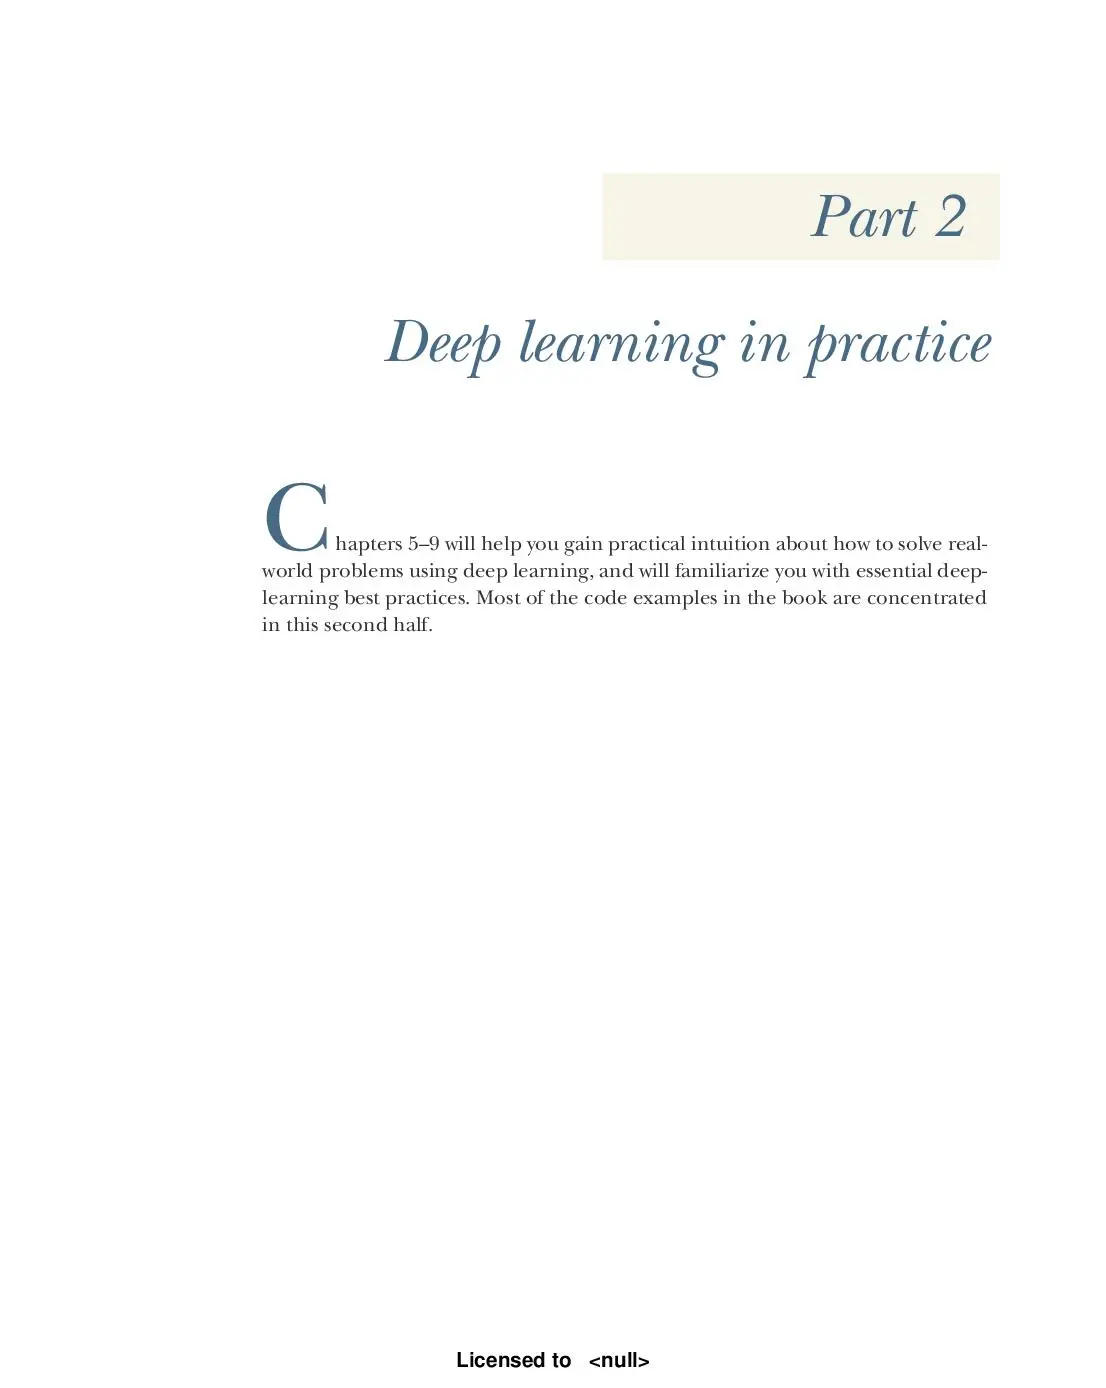 Part 2
Deep learning in practice
Chapters 5–9 will help you gain practical intuition about how to solve real-
world problems using deep learning, and will familiarize you with essential deep-
learning best practices. Most of the code examples in the book are concentrated
in this second half.
Licensed to <null>